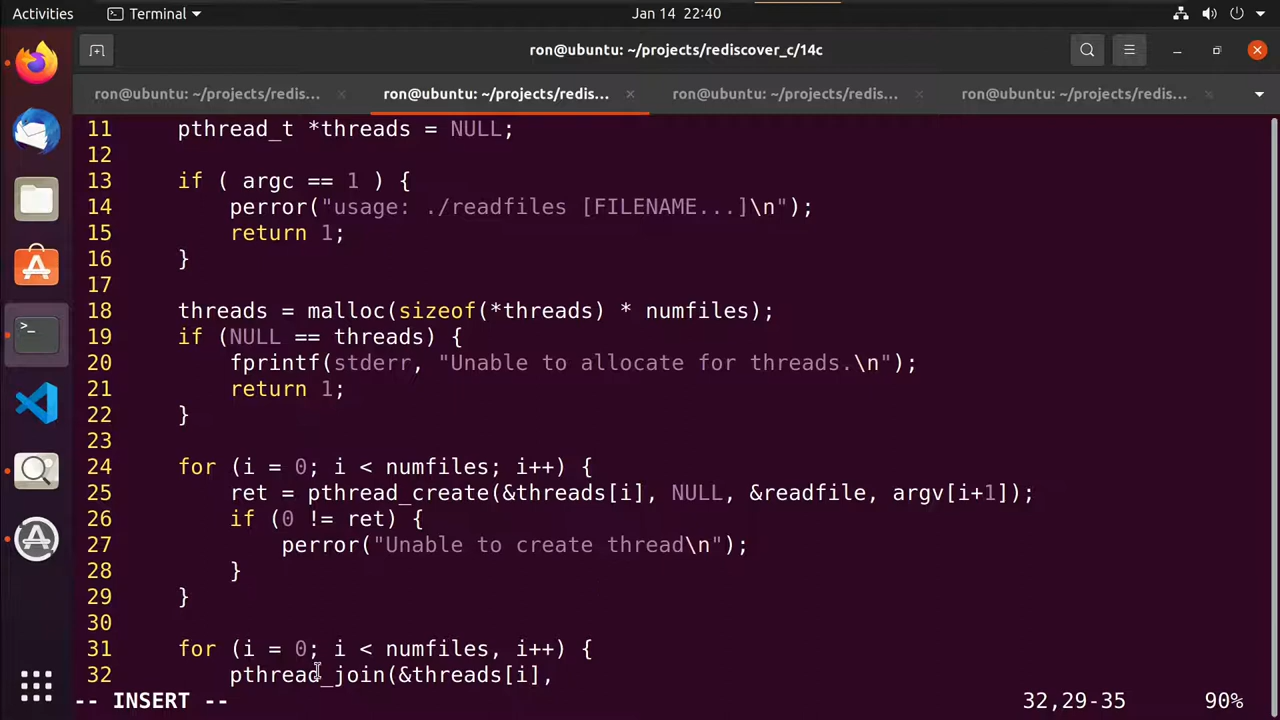 Activities Terminal Jan 14 22:40
ron@ubuntu: ~/projects/rediscover_c/14c
ron@ubuntu: ~/projects/redis... ron@ubuntu: ~/projects/redis... ron@ubuntu: ~/projects/redis... ron@ubuntu: ~/projects/redis...
11     pthread_t *threads = NULL;
12
13     if ( argc == 1 ) {
14         perror("usage: ./readfiles [FILENAME...]\n");
15         return 1;
16     }
17
18     threads = malloc(sizeof(*threads) * numfiles);
19     if (NULL == threads) {
20         fprintf(stderr, "Unable to allocate for threads.\n");
21         return 1;
22     }
23
24     for (i = 0; i < numfiles; i++) {
25         ret = pthread_create(&threads[i], NULL, &readfile, argv[i+1]);
26         if (0 != ret) {
27             perror("Unable to create thread\n");
28         }
29     }
30
31     for (i = 0; i < numfiles, i++) {
32         pthread_join(&threads[i],
-- INSERT -- 32,29-35 90%